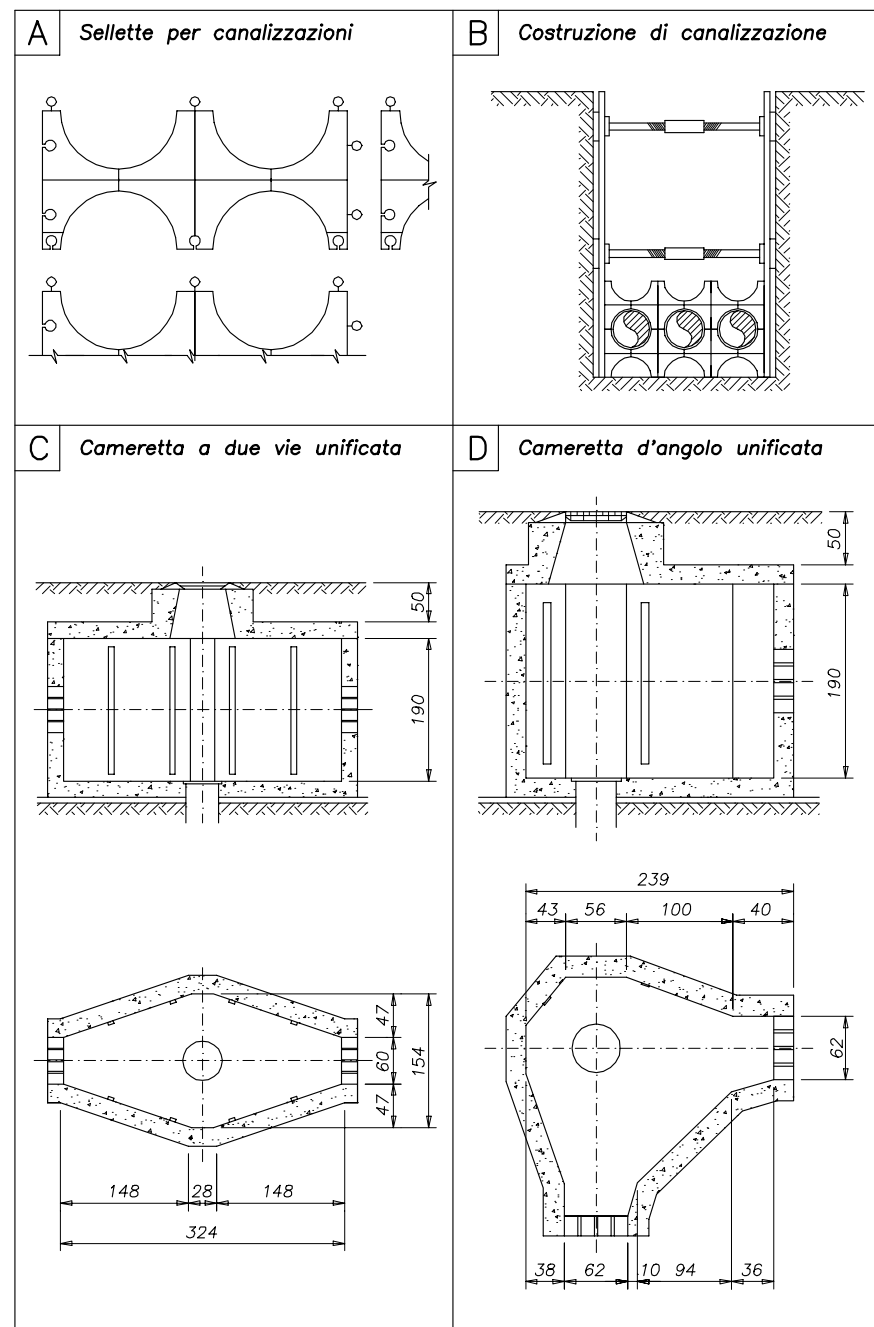 A Sellette per canalizzazioni
B Costruzione di canalizzazione
C Cameretta a due vie unificata
50
190
47
60
47
154
148 28 148
324
D Cameretta d'angolo unificata
50
190
239
43 56 100 40
62
38 62 10 94 36